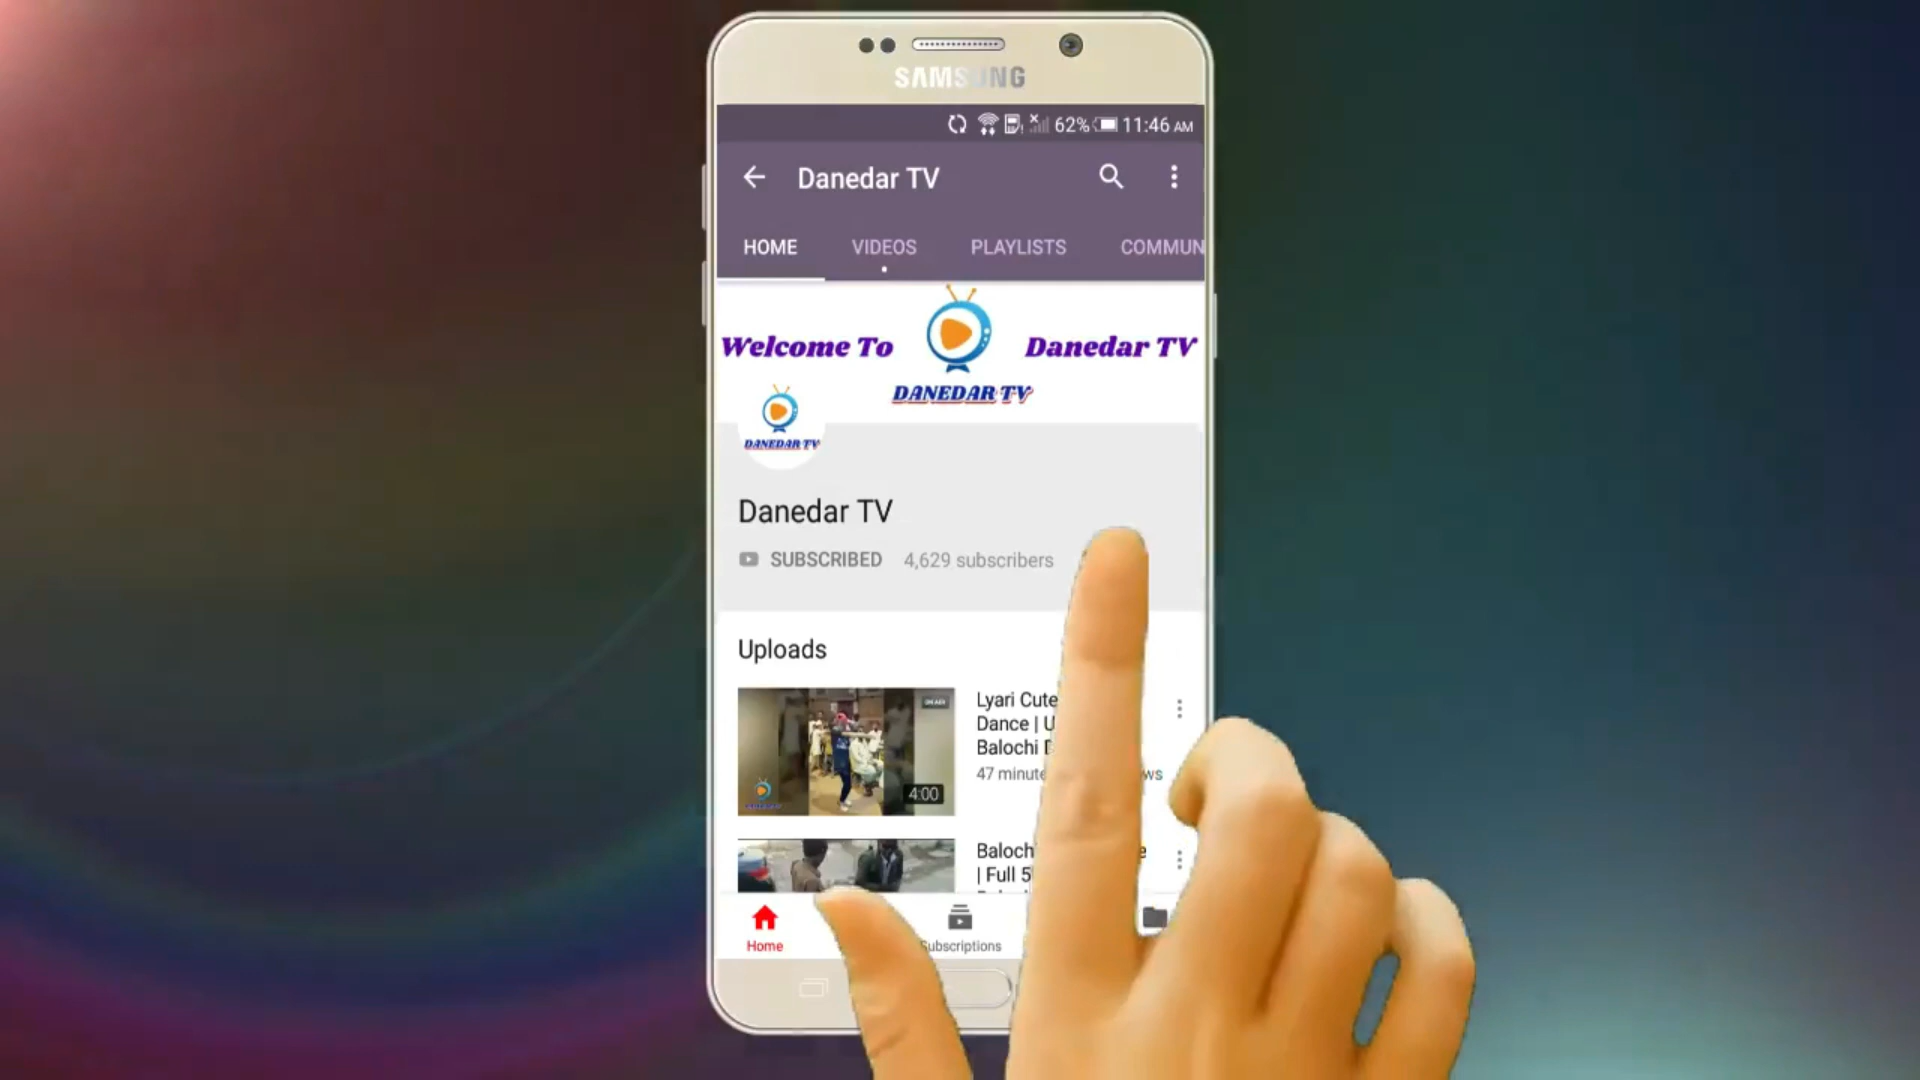 SAMSUNG
62% 11:46 AM
Danedar TV
HOME VIDEOS PLAYLISTS COMMUN
Welcome To Danedar TV
DANEDAR TV
DANEDAR TV
Danedar TV
SUBSCRIBED 4,629 subscribers
Uploads
Lyari Cute
Dance | U
Balochi
47 minute ws
4:00
Baloch e
| Full 5
Home Subscriptions